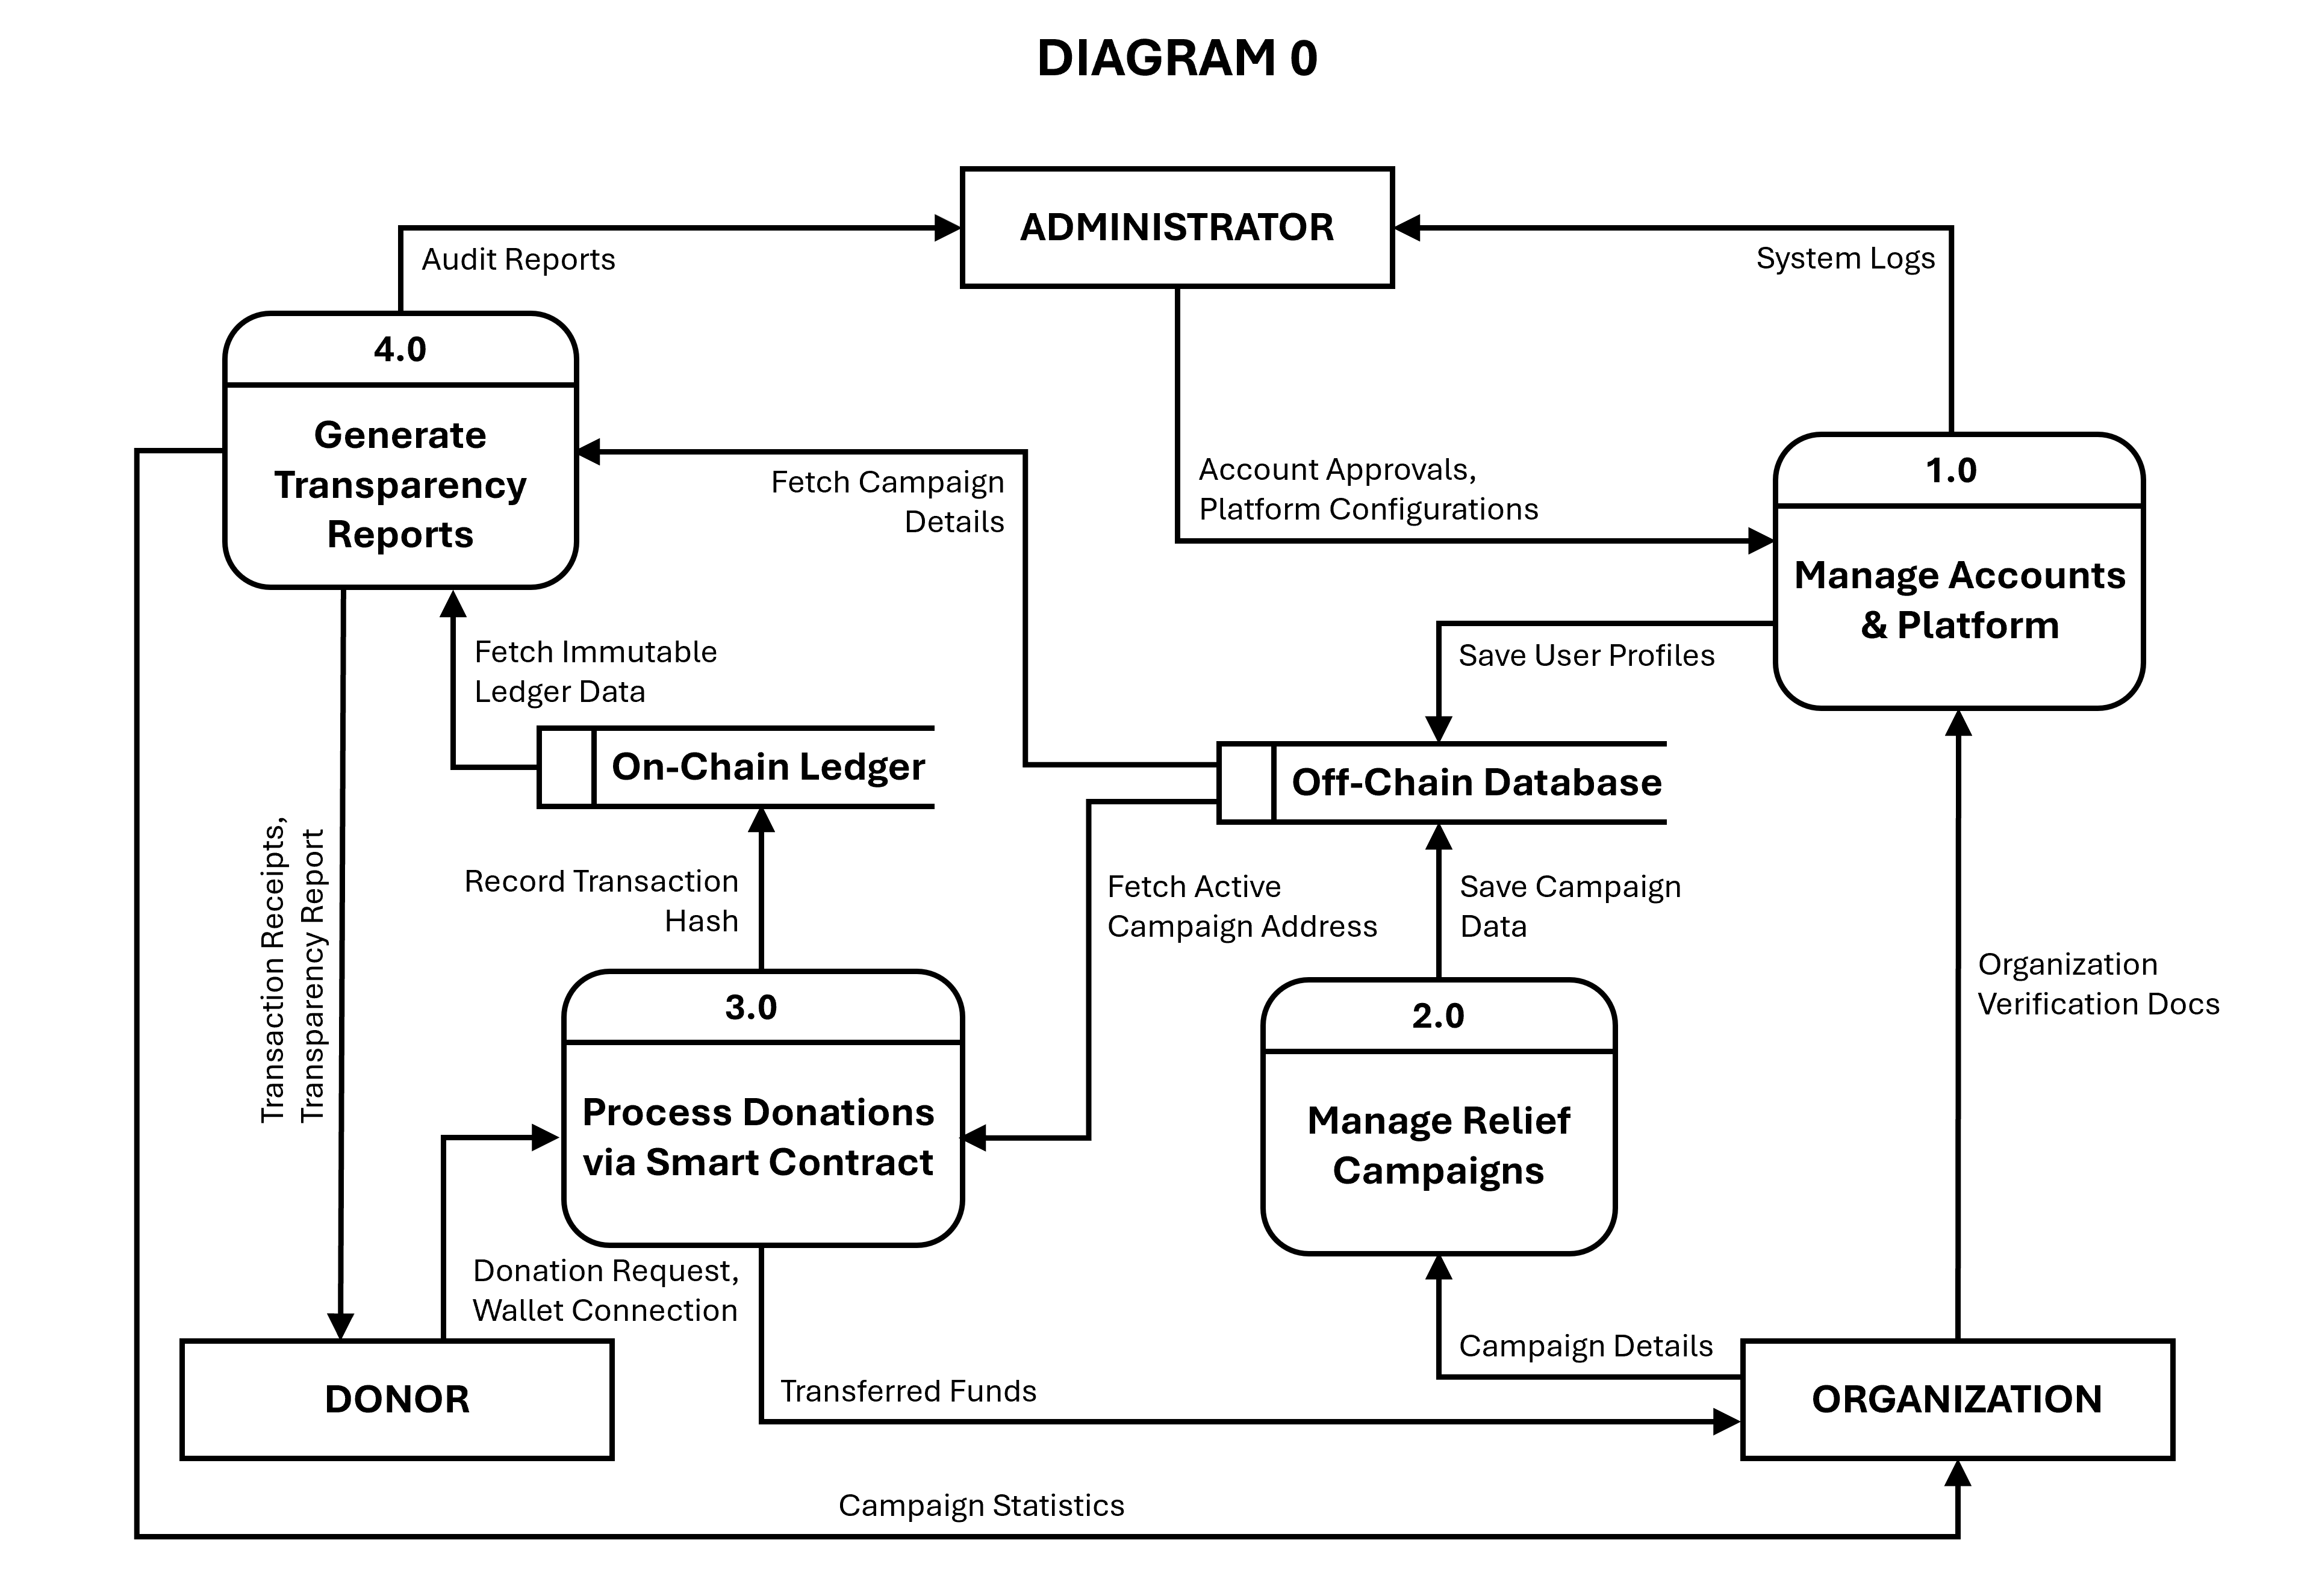 DIAGRAM 0
ADMINISTRATOR
Audit Reports
System Logs
4.0
Generate
Transparency
Reports
Fetch Campaign
Details
Account Approvals,
Platform Configurations
1.0
Manage Accounts
& Platform
Fetch Immutable
Ledger Data
Save User Profiles
On-Chain Ledger
Off-Chain Database
Transaction Receipts,
Transparency Report
Record Transaction
Hash
Fetch Active
Campaign Address
Save Campaign
Data
Organization
Verification Docs
3.0
Process Donations
via Smart Contract
2.0
Manage Relief
Campaigns
Donation Request,
Wallet Connection
Campaign Details
Transferred Funds
DONOR
ORGANIZATION
Campaign Statistics